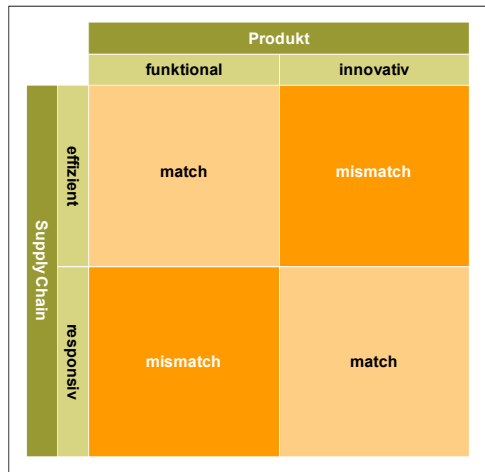 Produkt
funktional
innovativ
Supply Chain
effizient
match
mismatch
responsiv
mismatch
match